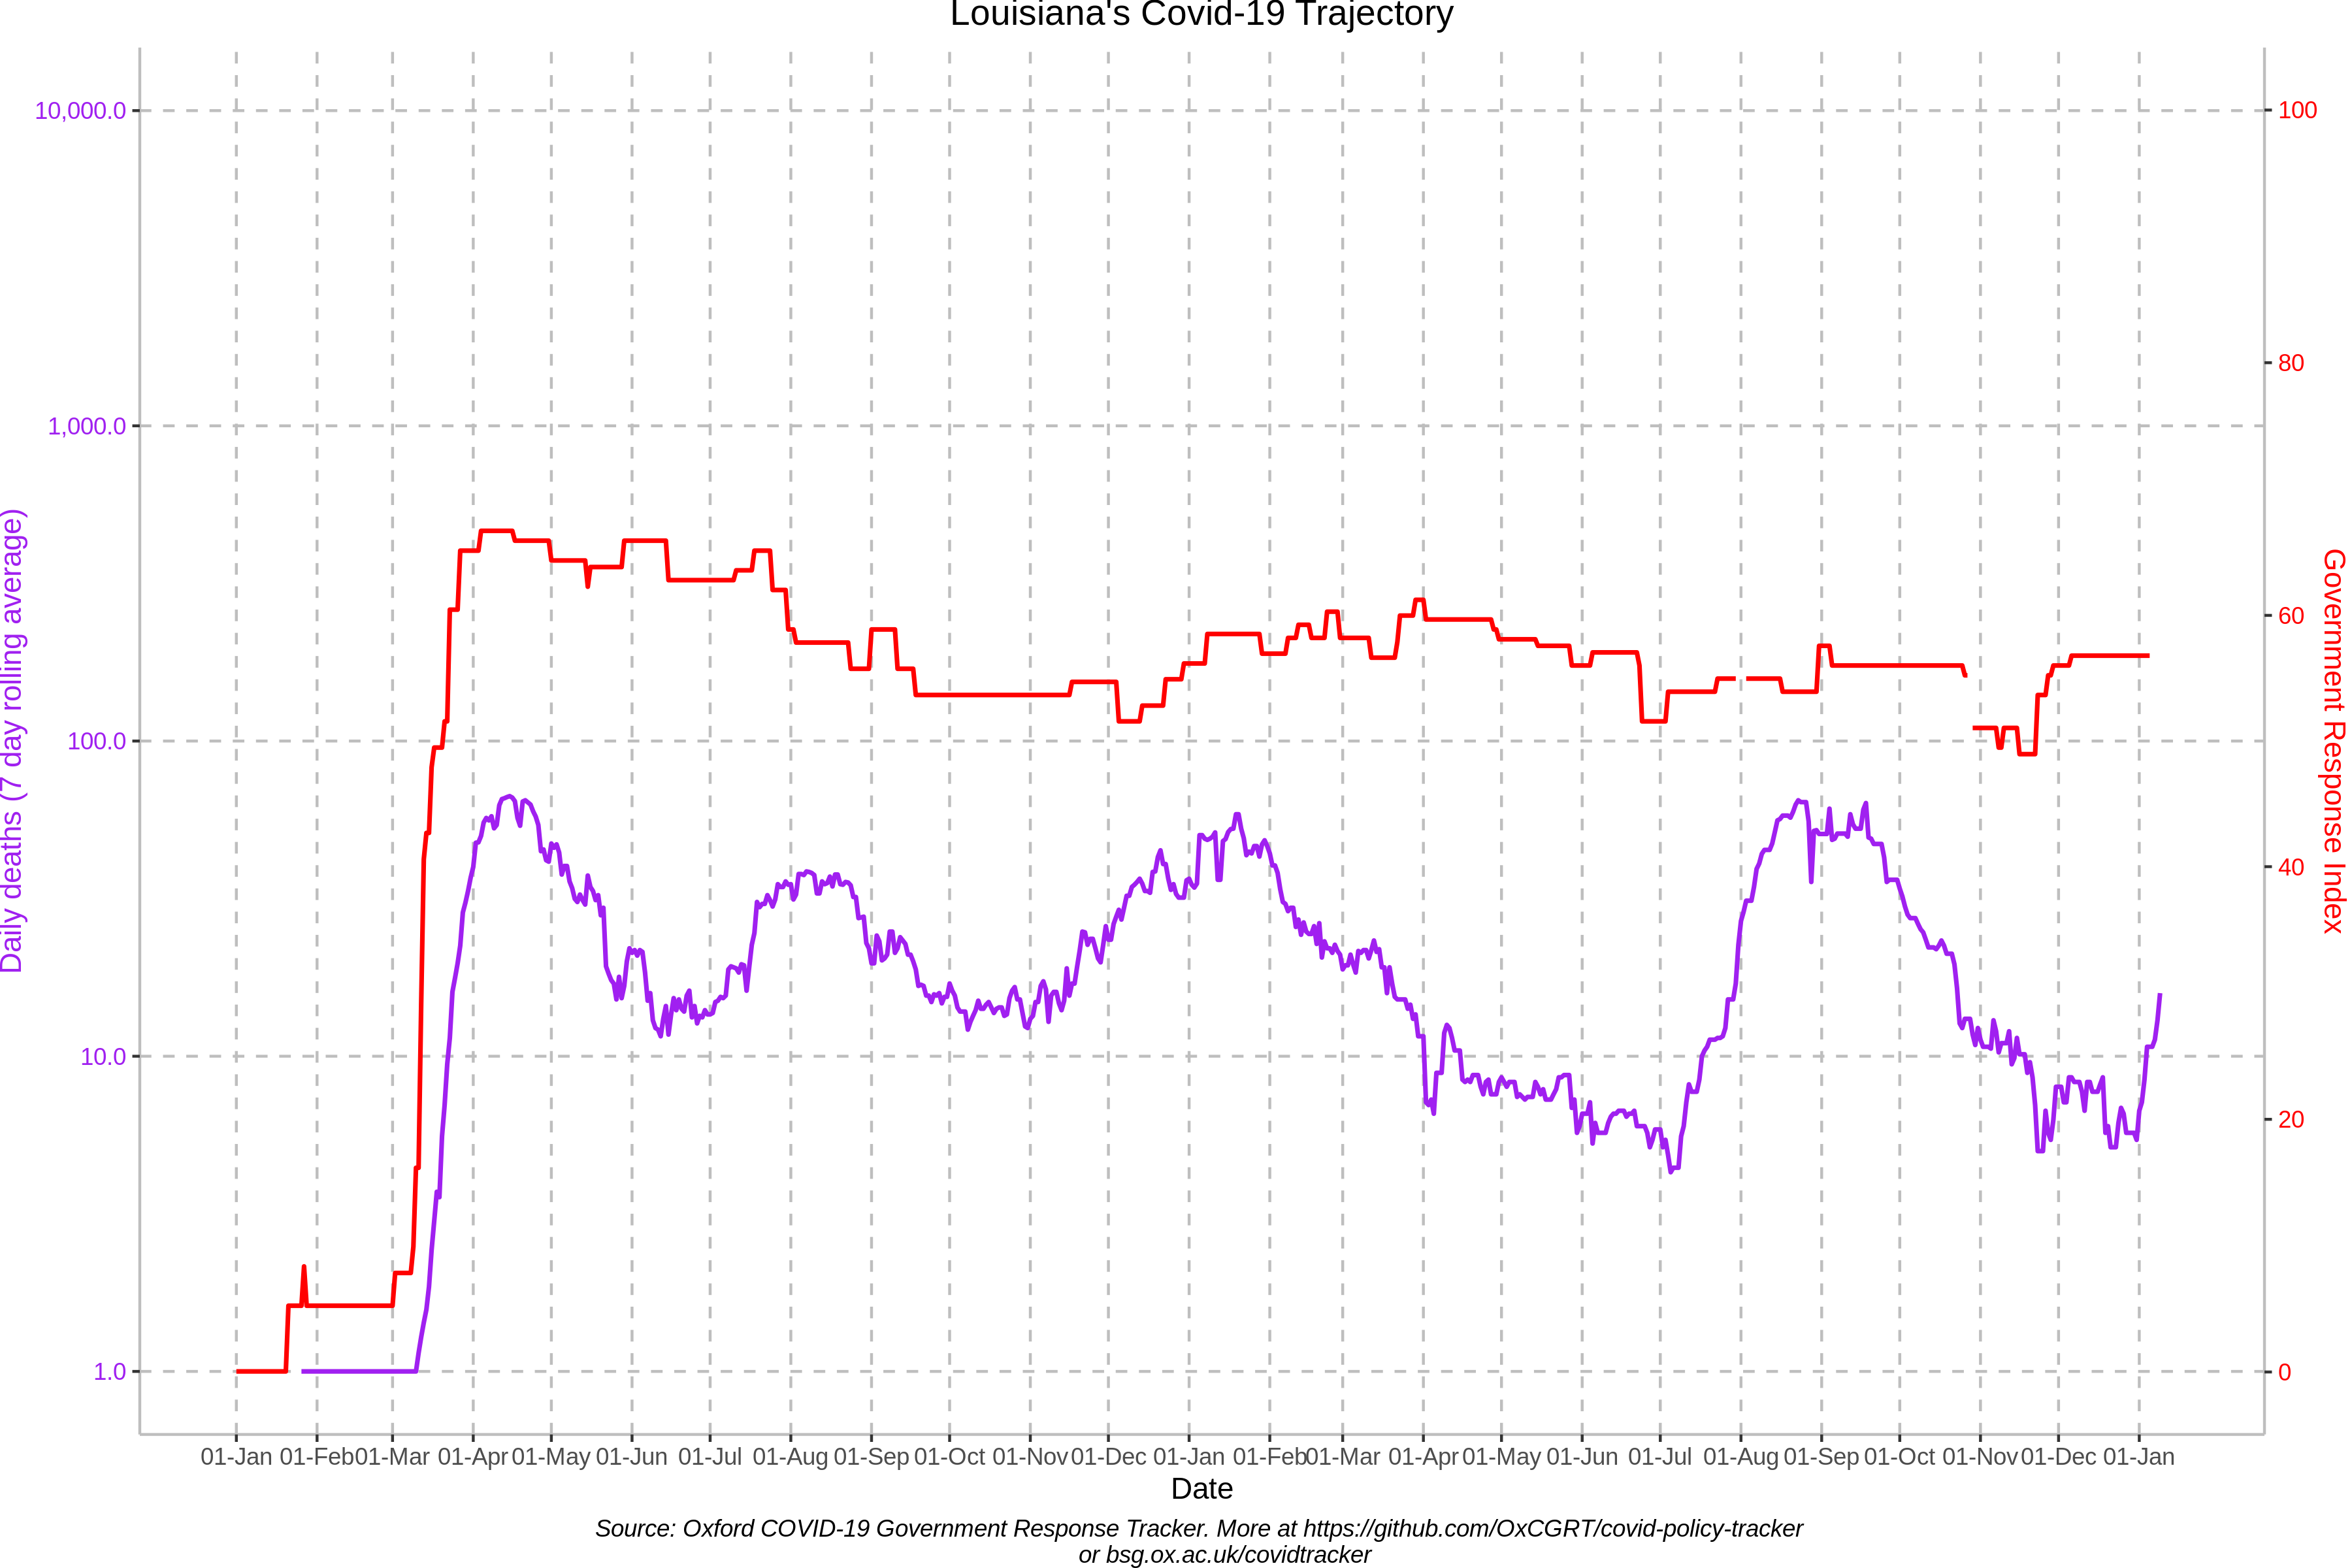 Louisiana's Covid-19 Trajectory
10,000.0
1,000.0
100.0
10.0
1.0
Daily deaths (7 day rolling average)
100
80
60
40
20
0
Government Response Index
01-Jan 01-Feb 01-Mar 01-Apr 01-May 01-Jun 01-Jul 01-Aug 01-Sep 01-Oct 01-Nov 01-Dec 01-Jan 01-Feb 01-Mar 01-Apr 01-May 01-Jun 01-Jul 01-Aug 01-Sep 01-Oct 01-Nov 01-Dec 01-Jan
Date
Source: Oxford COVID-19 Government Response Tracker. More at https://github.com/OxCGRT/covid-policy-tracker
or bsg.ox.ac.uk/covidtracker